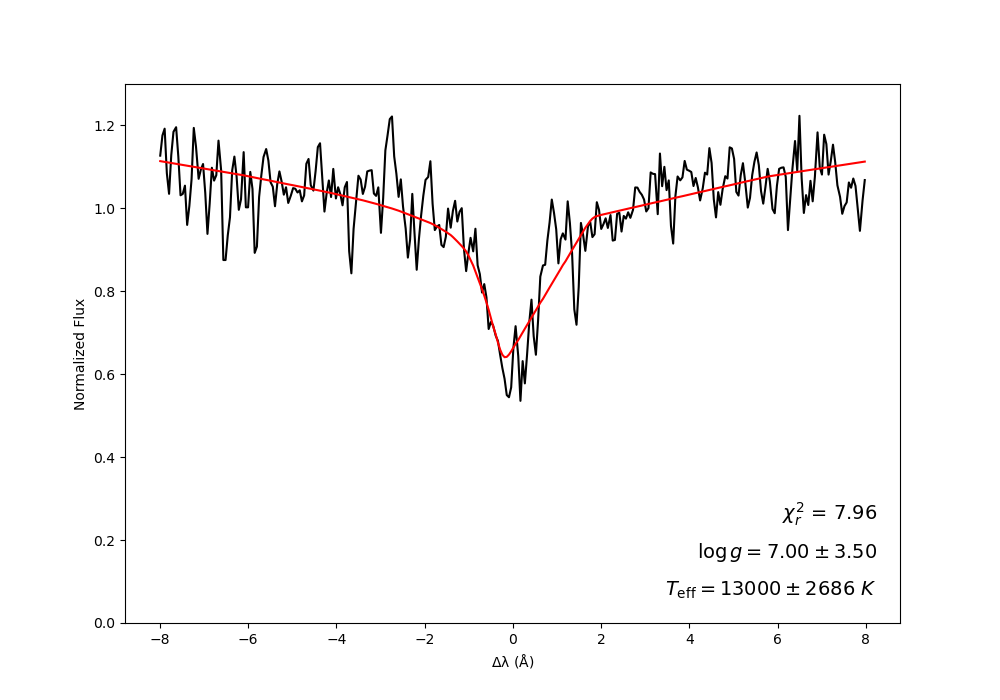 1.2
1.0
0.8
0.6
0.4
0.2
0.0
Normalized Flux
χ²ᵣ = 7.96
log g = 7.00 ± 3.50
T_eff = 13000 ± 2686 K
−8 −6 −4 −2 0 2 4 6 8
Δλ (Å)